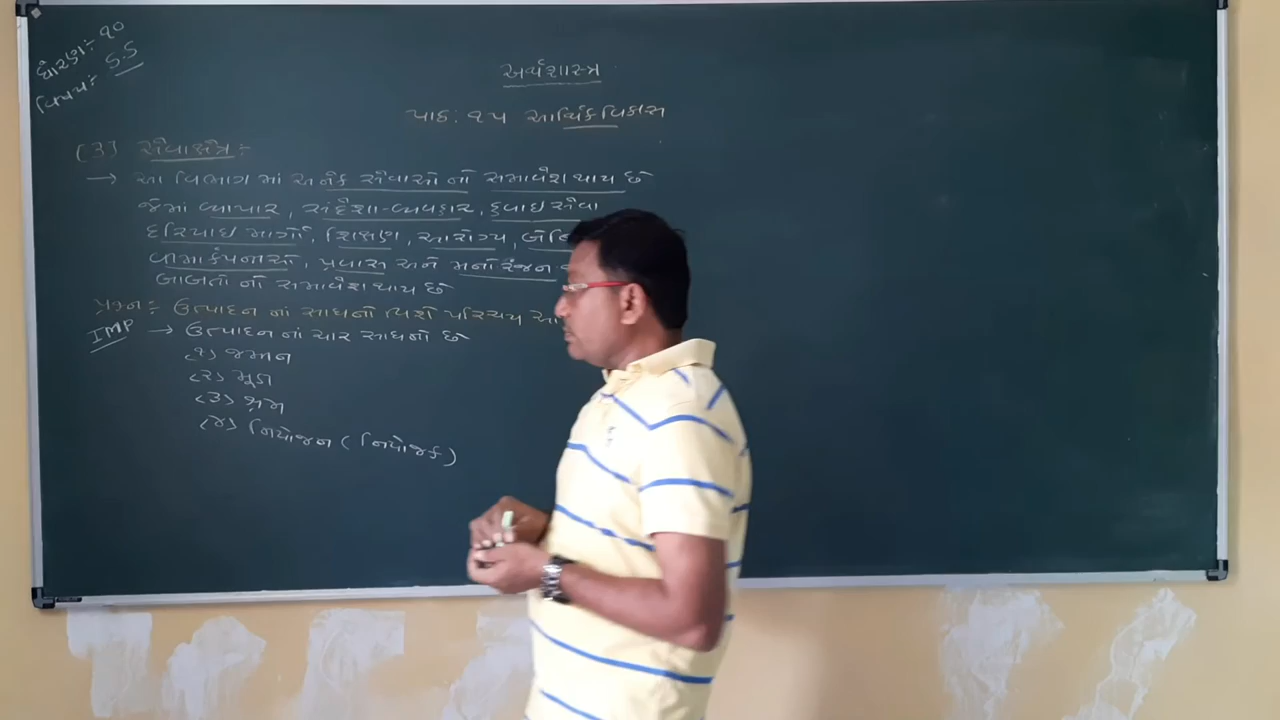 ધોરણ: ૧૦
વિષય: S.S
અર્થશાસ્ત્ર
પાઠ: ૧૫ આર્થિક વિકાસ
(૩) સેવાક્ષેત્ર:
→ આ વિભાગ માં અનેક સેવાઓ નો સમાવેશ થાય છે
જેમાં વ્યાપાર, સંદેશા-વ્યવહાર, હવાઇ સેવા
દરિયાઇ માર્ગો, શિક્ષણ, આરોગ્ય,
વીમા કંપનીઓ, પ્રવાસ અને મનોરંજન
બાબતો નો સમાવેશ થાય છે
પ્રશ્ન: ઉત્પાદન નાં સાધનો વિશે પરિચય આ
IMP → ઉત્પાદન નાં ચાર સાધનો છે
(૧) જમીન
(૨) મૂડી
(૩) શ્રમ
(૪) નિયોજન ( નિયોજક )